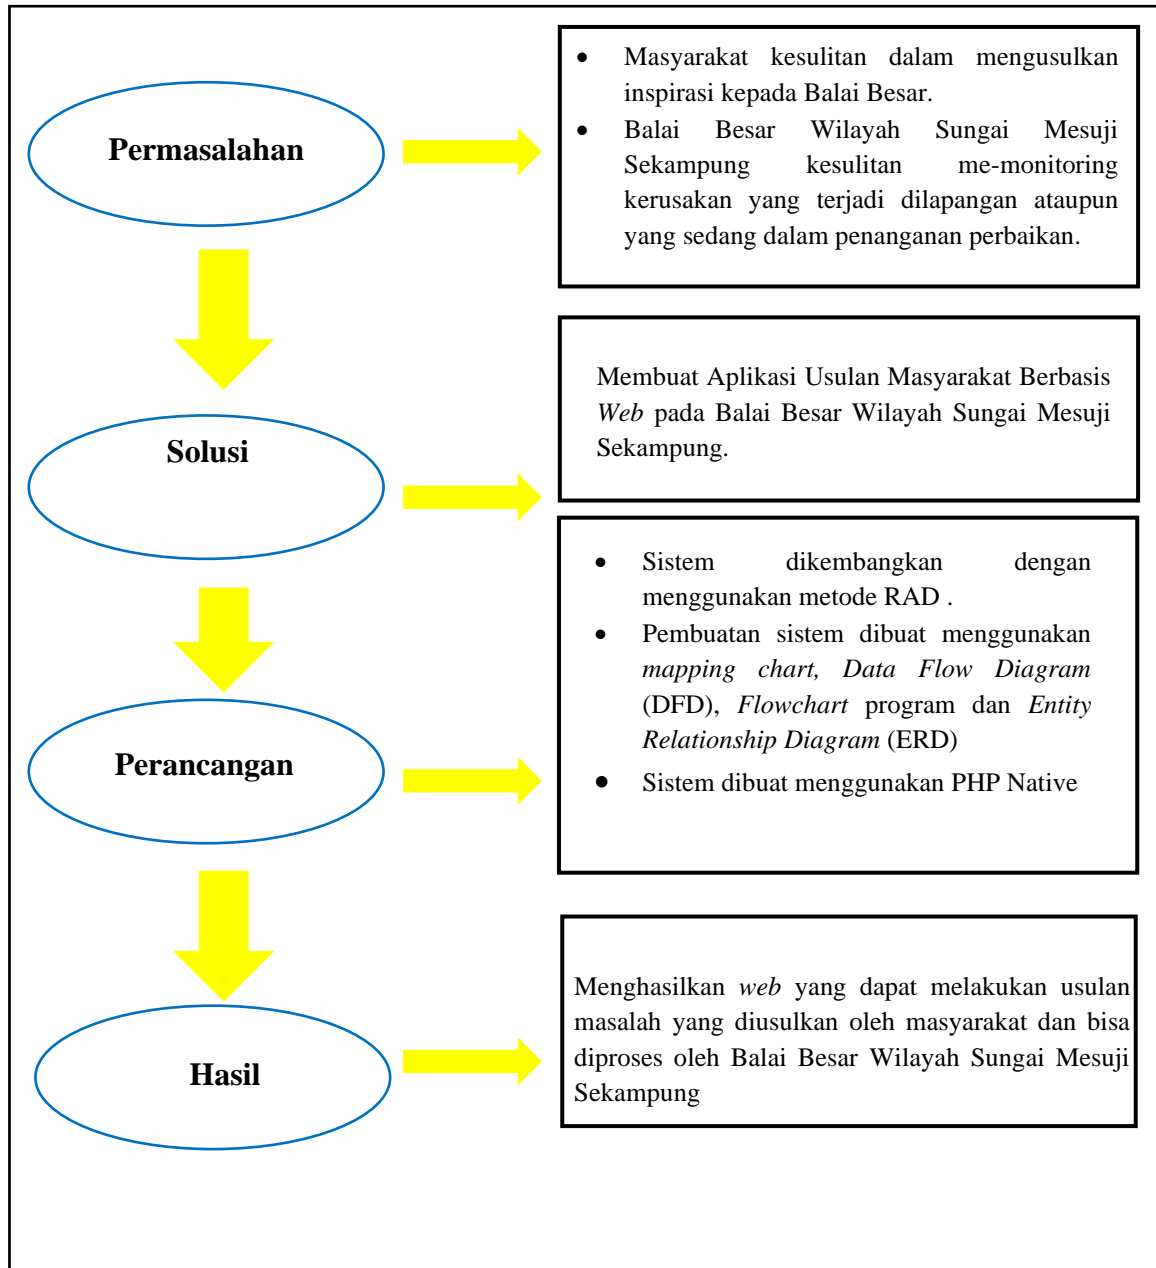 Permasalahan
• Masyarakat kesulitan dalam mengusulkan
inspirasi kepada Balai Besar.
• Balai Besar Wilayah Sungai Mesuji
Sekampung kesulitan me-monitoring
kerusakan yang terjadi dilapangan ataupun
yang sedang dalam penanganan perbaikan.
Solusi
Membuat Aplikasi Usulan Masyarakat Berbasis
Web pada Balai Besar Wilayah Sungai Mesuji
Sekampung.
Perancangan
• Sistem dikembangkan dengan
menggunakan metode RAD .
• Pembuatan sistem dibuat menggunakan
mapping chart, Data Flow Diagram
(DFD), Flowchart program dan Entity
Relationship Diagram (ERD)
• Sistem dibuat menggunakan PHP Native
Hasil
Menghasilkan web yang dapat melakukan usulan
masalah yang diusulkan oleh masyarakat dan bisa
diproses oleh Balai Besar Wilayah Sungai Mesuji
Sekampung